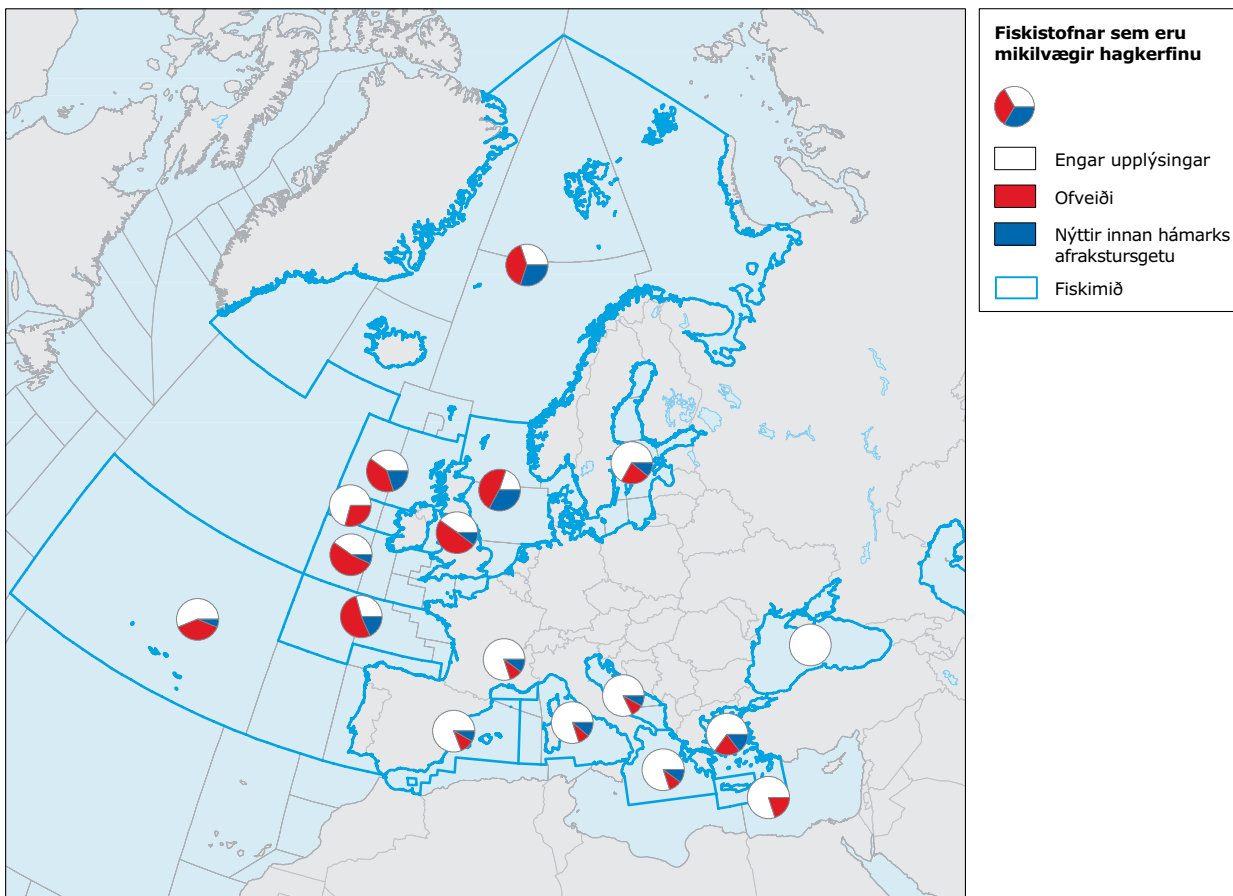 Fiskistofnar sem eru
mikilvægir hagkerfinu
Engar upplýsingar
Ofveiði
Nýttir innan hámarks
afrakstursgetu
Fiskimið